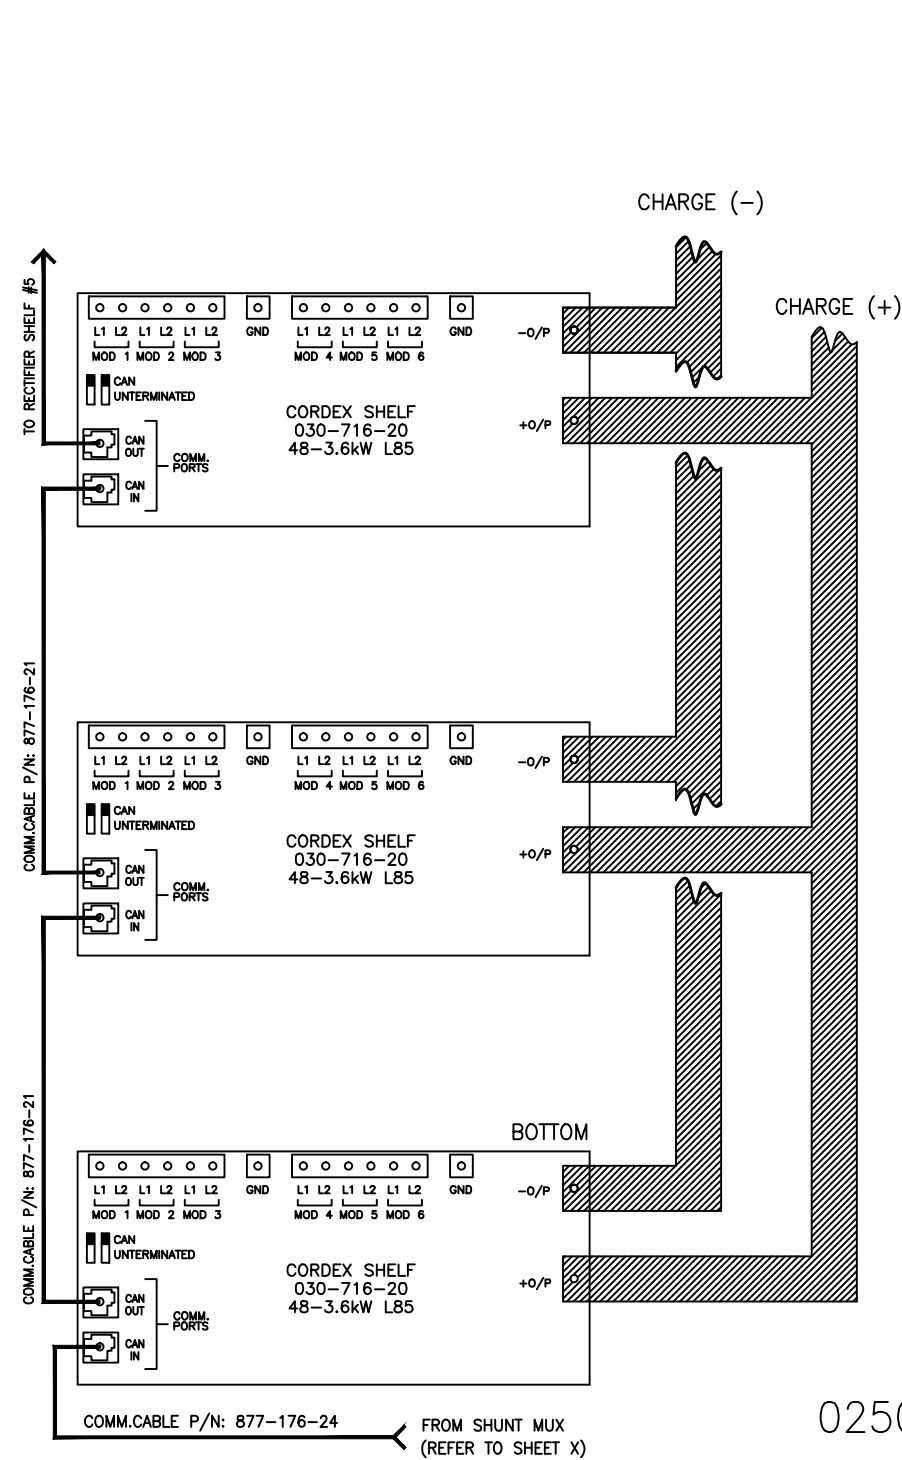 CHARGE (−)
CHARGE (+)
TO RECTIFIER SHELF #5
L1 L2 L1 L2 L1 L2
MOD 1 MOD 2 MOD 3
GND
L1 L2 L1 L2 L1 L2
MOD 4 MOD 5 MOD 6
GND
−O/P
CAN
UNTERMINATED
CORDEX SHELF
030−716−20
48−3.6kW L85
+O/P
CAN
OUT
COMM.
PORTS
CAN
IN
COMM.CABLE P/N: 877−176−21
L1 L2 L1 L2 L1 L2
MOD 1 MOD 2 MOD 3
GND
L1 L2 L1 L2 L1 L2
MOD 4 MOD 5 MOD 6
GND
−O/P
CAN
UNTERMINATED
CORDEX SHELF
030−716−20
48−3.6kW L85
+O/P
CAN
OUT
COMM.
PORTS
CAN
IN
COMM.CABLE P/N: 877−176−21
BOTTOM
L1 L2 L1 L2 L1 L2
MOD 1 MOD 2 MOD 3
GND
L1 L2 L1 L2 L1 L2
MOD 4 MOD 5 MOD 6
GND
−O/P
CAN
UNTERMINATED
CORDEX SHELF
030−716−20
48−3.6kW L85
+O/P
CAN
OUT
COMM.
PORTS
CAN
IN
COMM.CABLE P/N: 877−176−24
FROM SHUNT MUX
(REFER TO SHEET X)